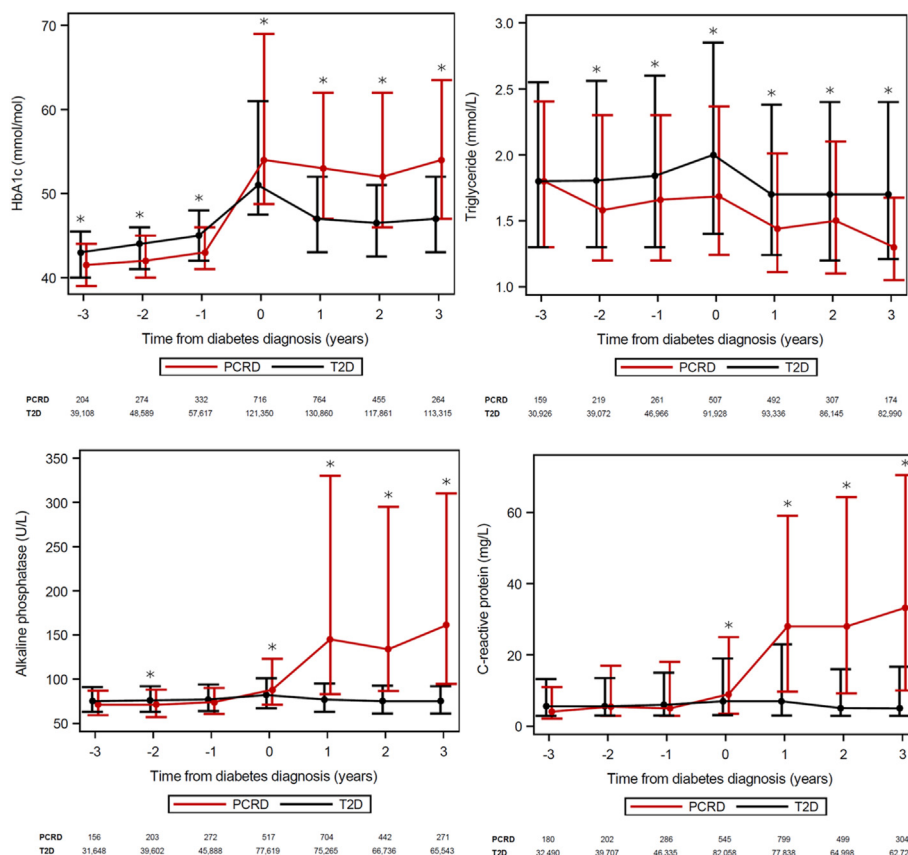 HbA1c (mmol/mol)
70
60
50
40
* * * * * * *
-3 -2 -1 0 1 2 3
Time from diabetes diagnosis (years)
PCRD T2D
PCRD 204 274 332 716 764 455 264
T2D 39,108 48,589 57,617 121,350 130,860 117,861 113,315
Triglyceride (mmol/L)
3.0
2.5
2.0
1.5
1.0
* * * * * *
-3 -2 -1 0 1 2 3
Time from diabetes diagnosis (years)
PCRD T2D
PCRD 159 219 261 507 492 307 174
T2D 30,926 39,072 46,966 91,928 93,336 86,145 82,990
Alkaline phosphatase (U/L)
350
300
250
200
150
100
50
* * * * *
-3 -2 -1 0 1 2 3
Time from diabetes diagnosis (years)
PCRD T2D
PCRD 156 203 272 517 704 442 271
T2D 31,648 39,602 45,888 77,619 75,265 66,736 65,543
C-reactive protein (mg/L)
60
40
20
0
* * * *
-3 -2 -1 0 1 2 3
Time from diabetes diagnosis (years)
PCRD T2D
PCRD 180 202 286 545 799 499 304
T2D 32,490 39,707 46,335 82,058 77,838 64,998